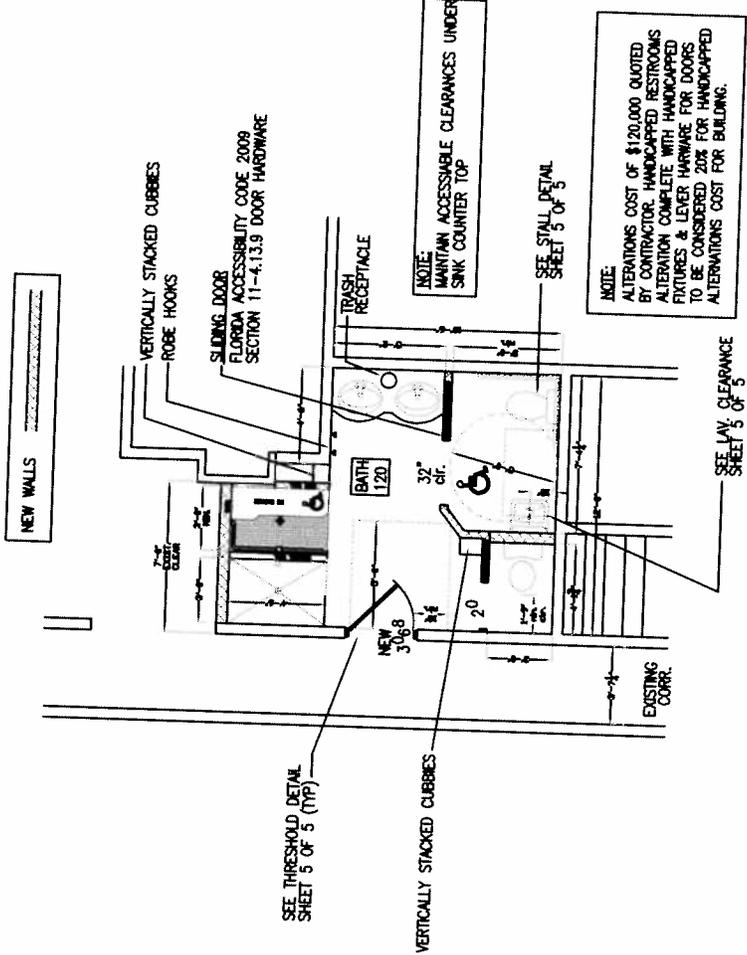 NEW WALLS
VERTICALLY STACKED CUBBIES
ROBE HOOKS
SLIDING DOOR
FLORIDA ACCESSIBILITY CODE 2009
SECTION 11-4.13.9 DOOR HARDWARE
TRASH
RECEPTACLE
NOTE:
MAINTAIN ACCESSIABLE CLEARANCES UNDER
SINK COUNTER TOP
SEE STALL DETAIL
SHEET 5 OF 5
NOTE:
ALTERATIONS COST OF $120,000 QUOTED
BY CONTRACTOR. HANDICAPPED RESTROOMS
ALTERATION COMPLETE WITH HANDICAPPED
FIXTURES & LEVER HARWARE FOR DOORS
TO BE CONSIDERED 20% FOR HANDICAPPED
ALTERNATIONS COST FOR BUILDING.
SEE LAV. CLEARANCE
SHEET 5 OF 5
BATH
120
32"
clr.
NEW
3068
20
EXISTING
CORR.
SEE THRESHOLD DETAIL
SHEET 5 OF 5 (TYP)
VERTICALLY STACKED CUBBIES